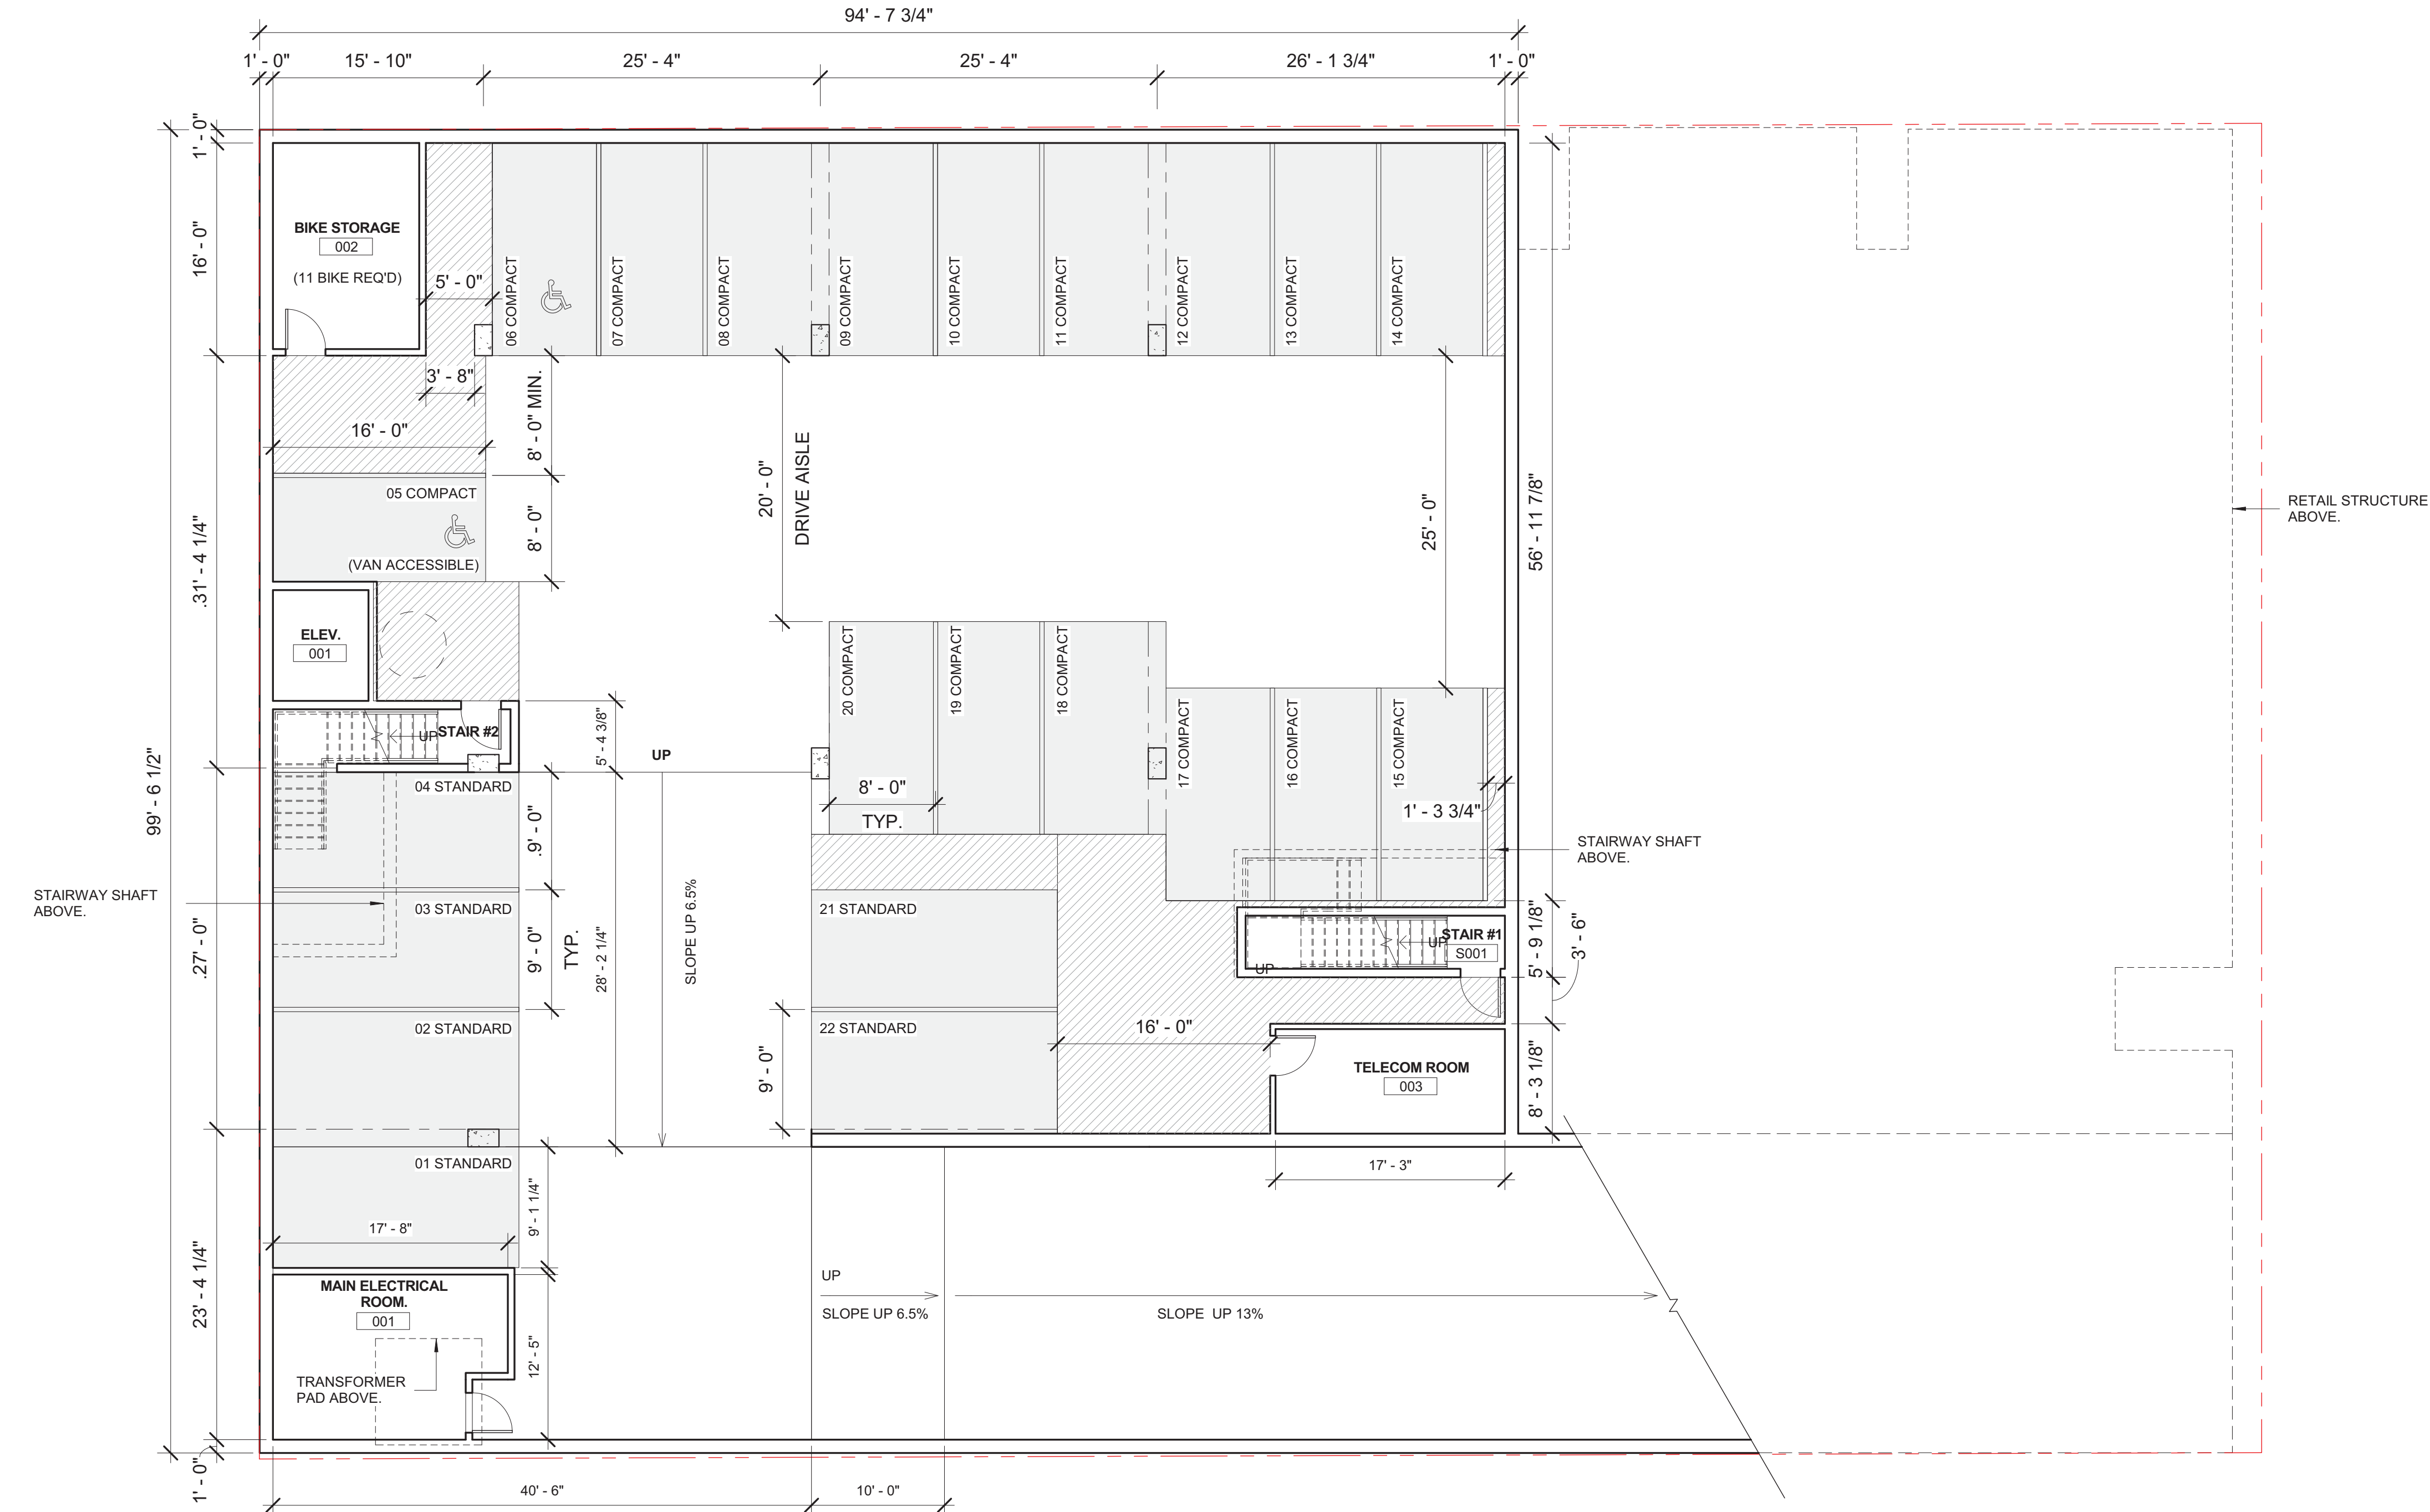 94' - 7 3/4"
1' - 0"
15' - 10"
25' - 4"
25' - 4"
26' - 1 3/4"
1' - 0"
1' - 0"
16' - 0"
.31' - 4 1/4"
99' - 6 1/2"
.27' - 0"
23' - 4 1/4"
1' - 0"
BIKE STORAGE
002
(11 BIKE REQ'D)
5' - 0"
3' - 8"
16' - 0"
06 COMPACT
07 COMPACT
08 COMPACT
09 COMPACT
10 COMPACT
11 COMPACT
12 COMPACT
13 COMPACT
14 COMPACT
8' - 0" MIN.
8' - 0"
05 COMPACT
(VAN ACCESSIBLE)
20' - 0"
DRIVE AISLE
25' - 0"
56' - 11 7/8"
RETAIL STRUCTURE
ABOVE.
ELEV.
001
STAIR #2
UP
5' - 4 3/8"
UP
20 COMPACT
19 COMPACT
18 COMPACT
17 COMPACT
16 COMPACT
15 COMPACT
8' - 0"
TYP.
1' - 3 3/4"
STAIRWAY SHAFT
ABOVE.
04 STANDARD
.9' - 0"
STAIRWAY SHAFT
ABOVE.
03 STANDARD
9' - 0"
TYP.
28' - 2 1/4"
SLOPE UP 6.5%
21 STANDARD
STAIR #1
S001
UP
UP
5' - 9 1/8"
3' - 6"
02 STANDARD
22 STANDARD
9' - 0"
16' - 0"
TELECOM ROOM
003
8' - 3 1/8"
01 STANDARD
17' - 3"
9' - 1 1/4"
17' - 8"
MAIN ELECTRICAL
ROOM.
001
UP
SLOPE UP 6.5%
SLOPE UP 13%
12' - 5"
TRANSFORMER
PAD ABOVE.
40' - 6"
10' - 0"